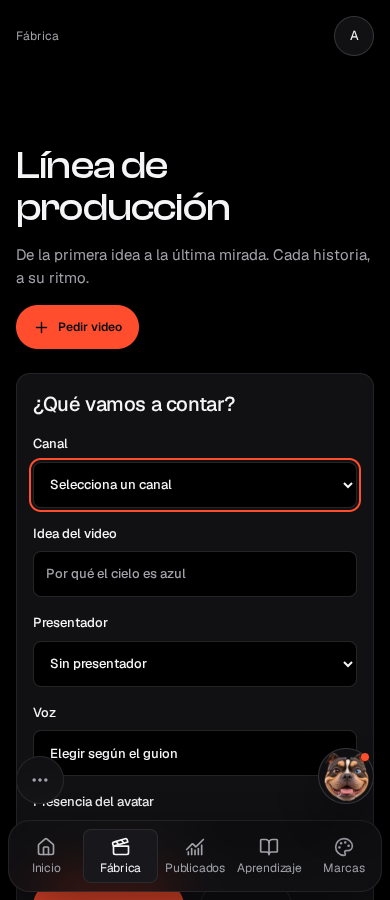 Fábrica
A
Línea de
producción
De la primera idea a la última mirada. Cada historia,
a su ritmo.
Pedir video
¿Qué vamos a contar?
Canal
Selecciona un canal
Idea del video
Por qué el cielo es azul
Presentador
Sin presentador
Voz
Elegir según el guion
Presencia del avatar
Inicio
Fábrica
Publicados
Aprendizaje
Marcas